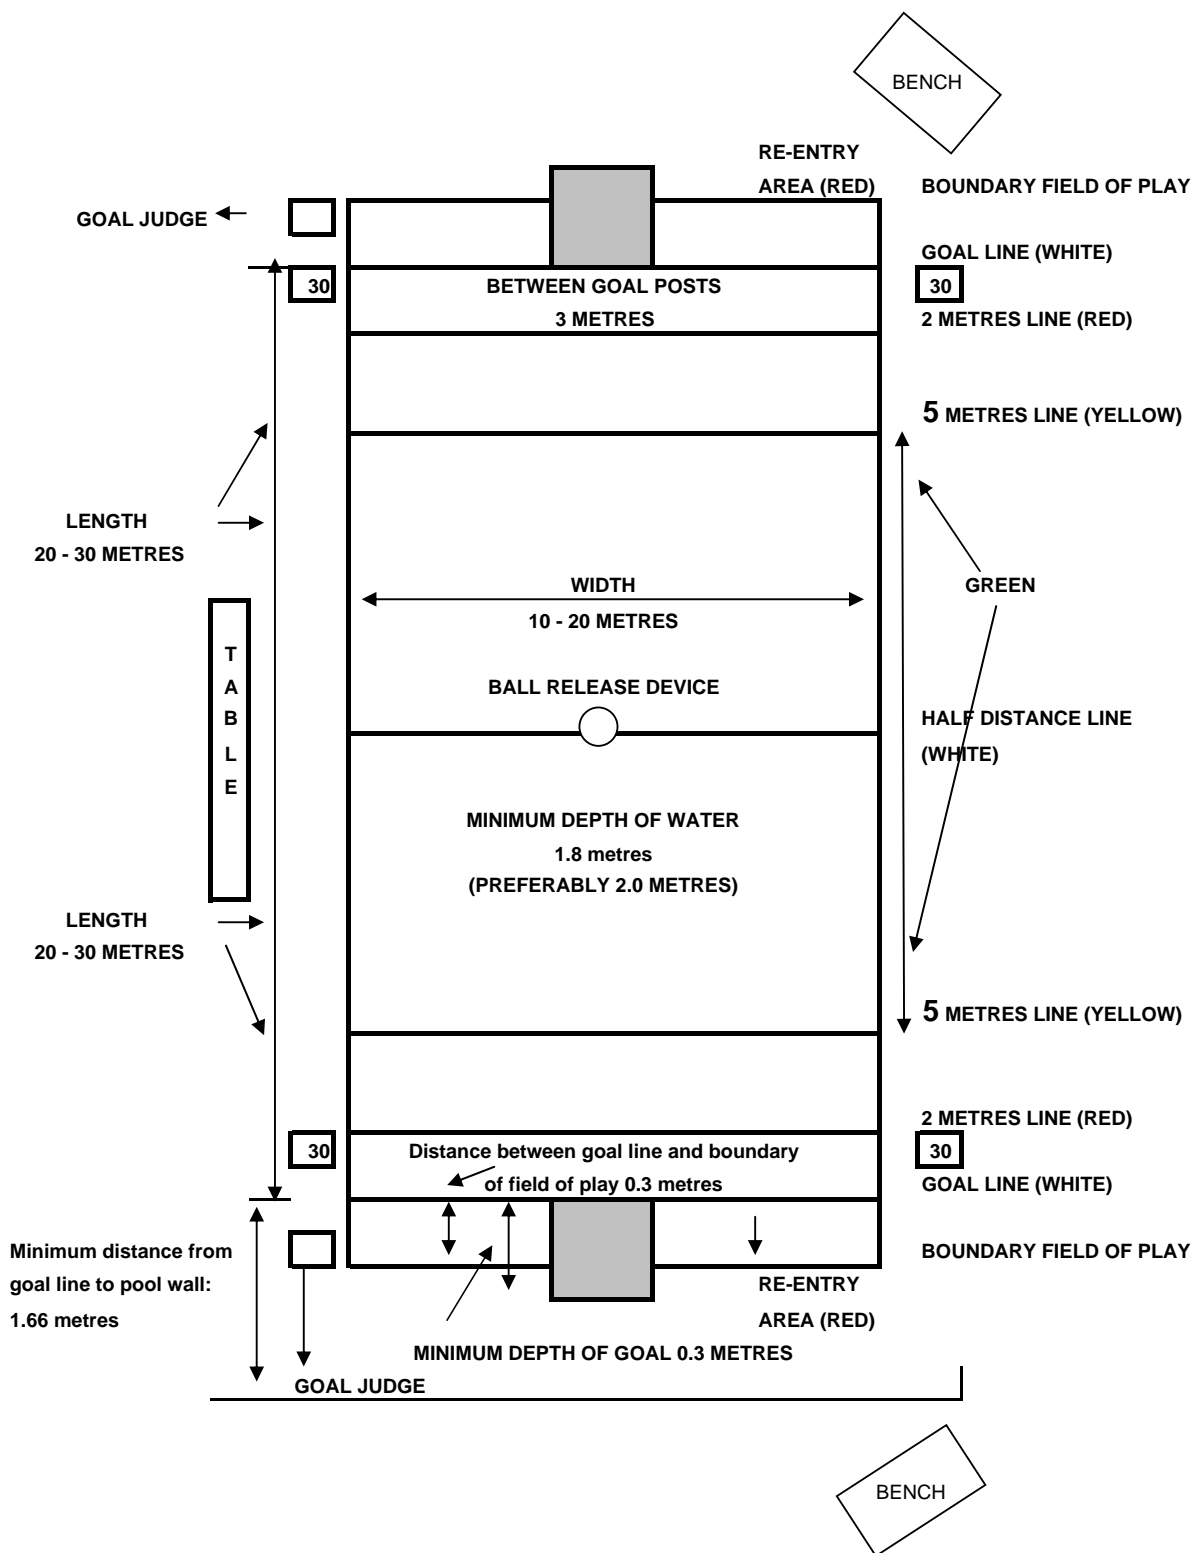 BENCH
RE-ENTRY
AREA (RED)
BOUNDARY FIELD OF PLAY
GOAL JUDGE
GOAL LINE (WHITE)
30
BETWEEN GOAL POSTS
30
3 METRES
2 METRES LINE (RED)
5 METRES LINE (YELLOW)
LENGTH
20 - 30 METRES
WIDTH
GREEN
10 - 20 METRES
TABLE
BALL RELEASE DEVICE
HALF DISTANCE LINE
(WHITE)
MINIMUM DEPTH OF WATER
1.8 metres
(PREFERABLY 2.0 METRES)
LENGTH
20 - 30 METRES
5 METRES LINE (YELLOW)
2 METRES LINE (RED)
30
Distance between goal line and boundary
30
of field of play 0.3 metres
GOAL LINE (WHITE)
Minimum distance from
goal line to pool wall:
1.66 metres
BOUNDARY FIELD OF PLAY
RE-ENTRY
AREA (RED)
MINIMUM DEPTH OF GOAL 0.3 METRES
GOAL JUDGE
BENCH